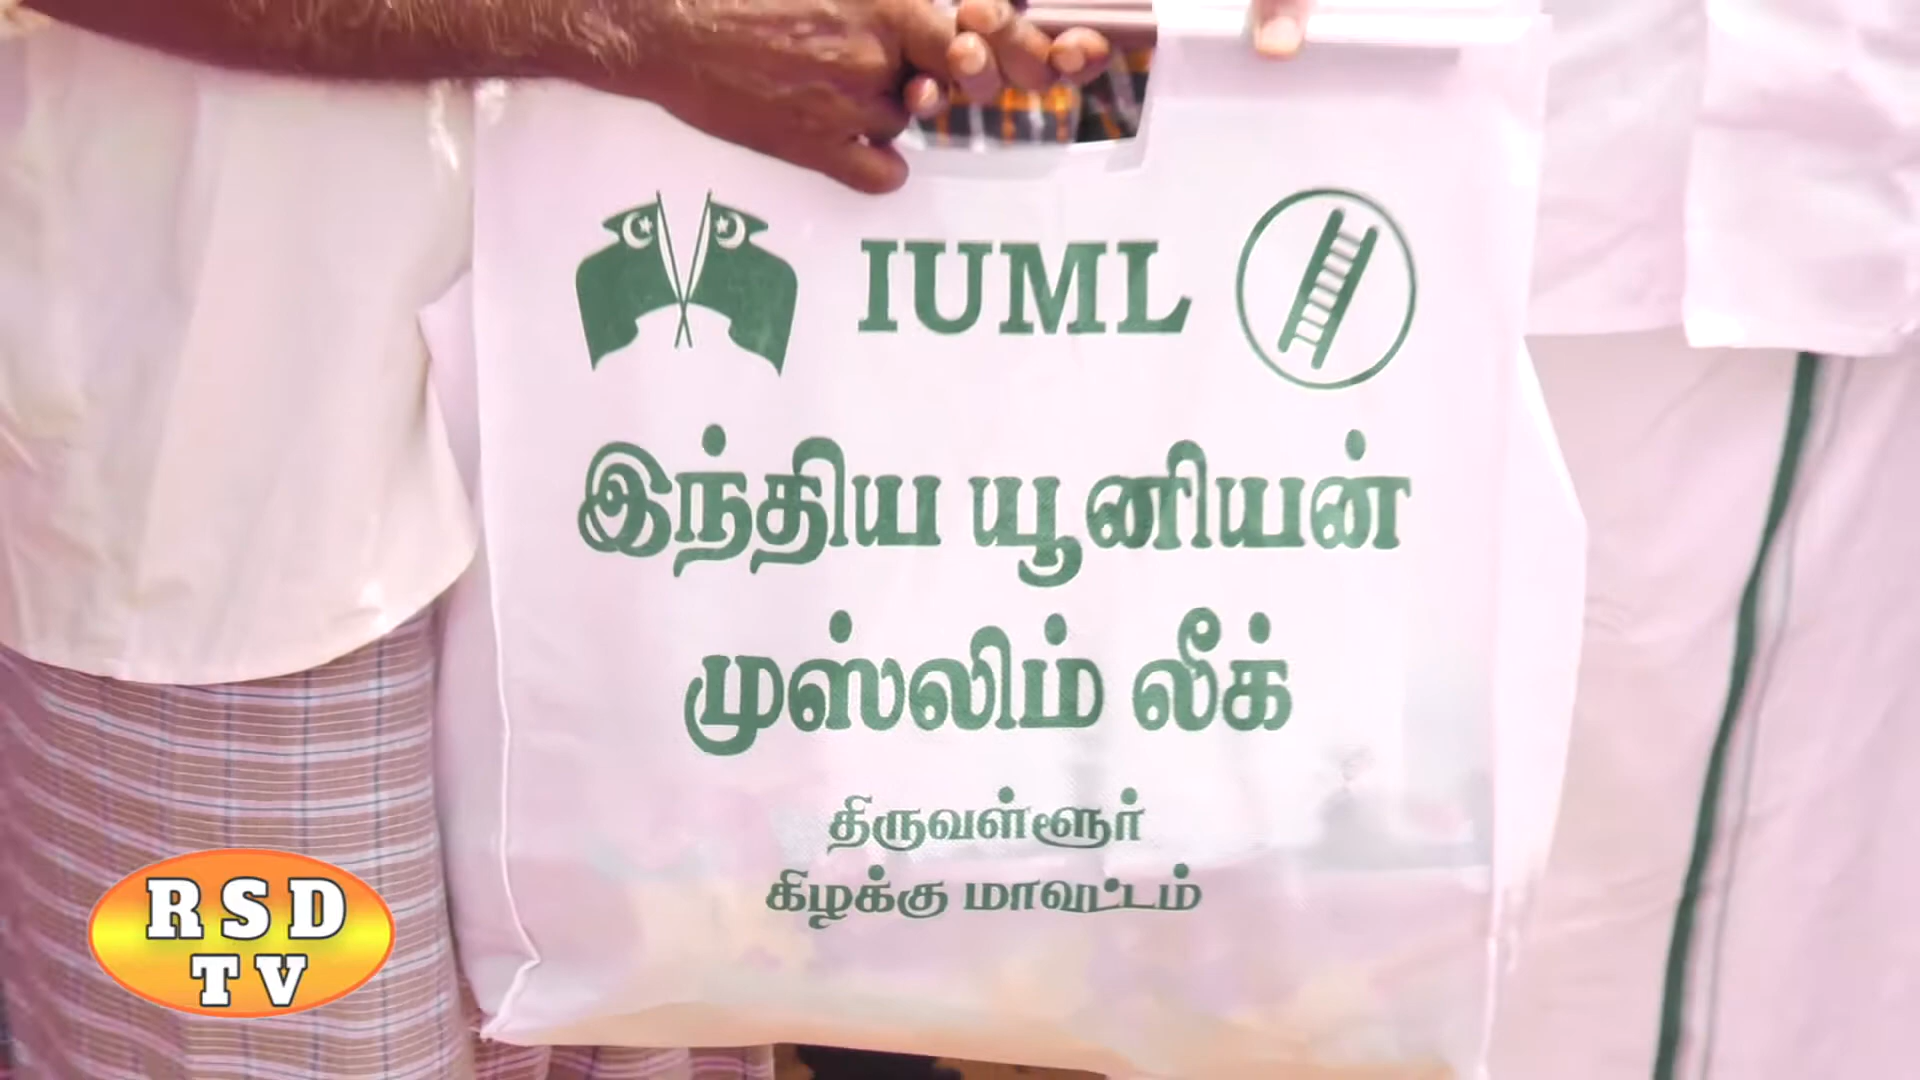 IUML
இந்திய யூனியன்
முஸ்லிம் லீக்
திருவள்ளூர்
கிழக்கு மாவட்டம்
RSD
TV